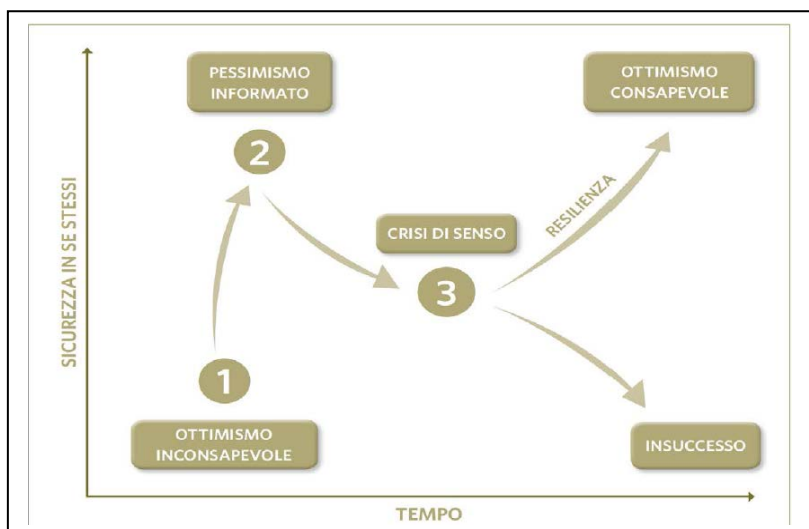 PESSIMISMO
INFORMATO
OTTIMISMO
CONSAPEVOLE
2
SICUREZZA IN SE STESSI
RESILIENZA
CRISI DI SENSO
3
1
OTTIMISMO
INCONSAPEVOLE
INSUCCESSO
TEMPO